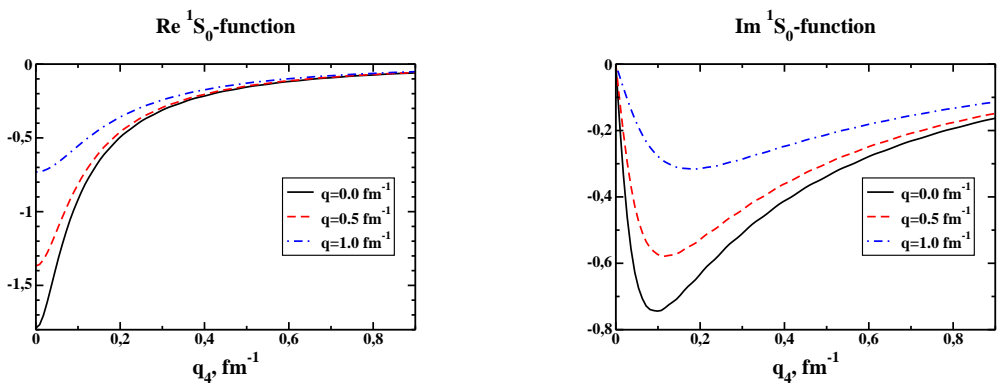 Re ¹S₀-function
0
-0,5
-1
-1,5
0 0,2 0,4 0,6 0,8
q₄, fm⁻¹
q=0.0 fm⁻¹
q=0.5 fm⁻¹
q=1.0 fm⁻¹
Im ¹S₀-function
0
-0,2
-0,4
-0,6
-0,8
0 0,2 0,4 0,6 0,8
q₄, fm⁻¹
q=0.0 fm⁻¹
q=0.5 fm⁻¹
q=1.0 fm⁻¹